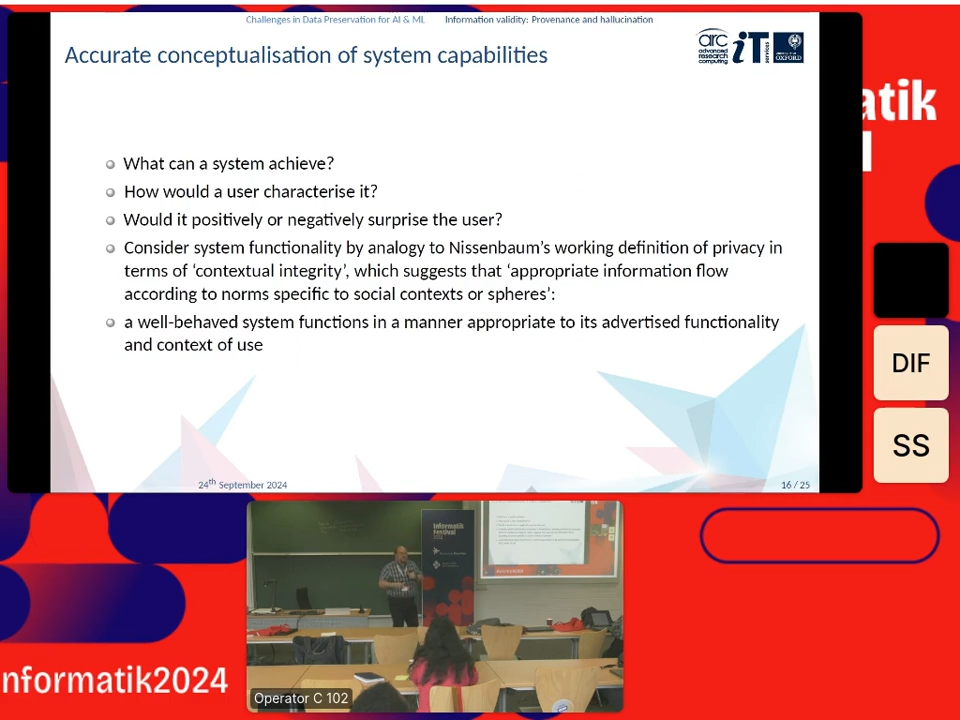 Challenges in Data Preservation for AI & ML Information validity: Provenance and hallucination
Accurate conceptualisation of system capabilities
arc
advanced
research
computing
iT
services
OXFORD
What can a system achieve?
How would a user characterise it?
Would it positively or negatively surprise the user?
Consider system functionality by analogy to Nissenbaum's working definition of privacy in
terms of 'contextual integrity', which suggests that 'appropriate information flow
according to norms specific to social contexts or spheres':
a well-behaved system functions in a manner appropriate to its advertised functionality
and context of use
24th September 2024
16 / 25
atik
DIF
SS
Informatik
Festival
2024
Operator C 102
nformatik2024